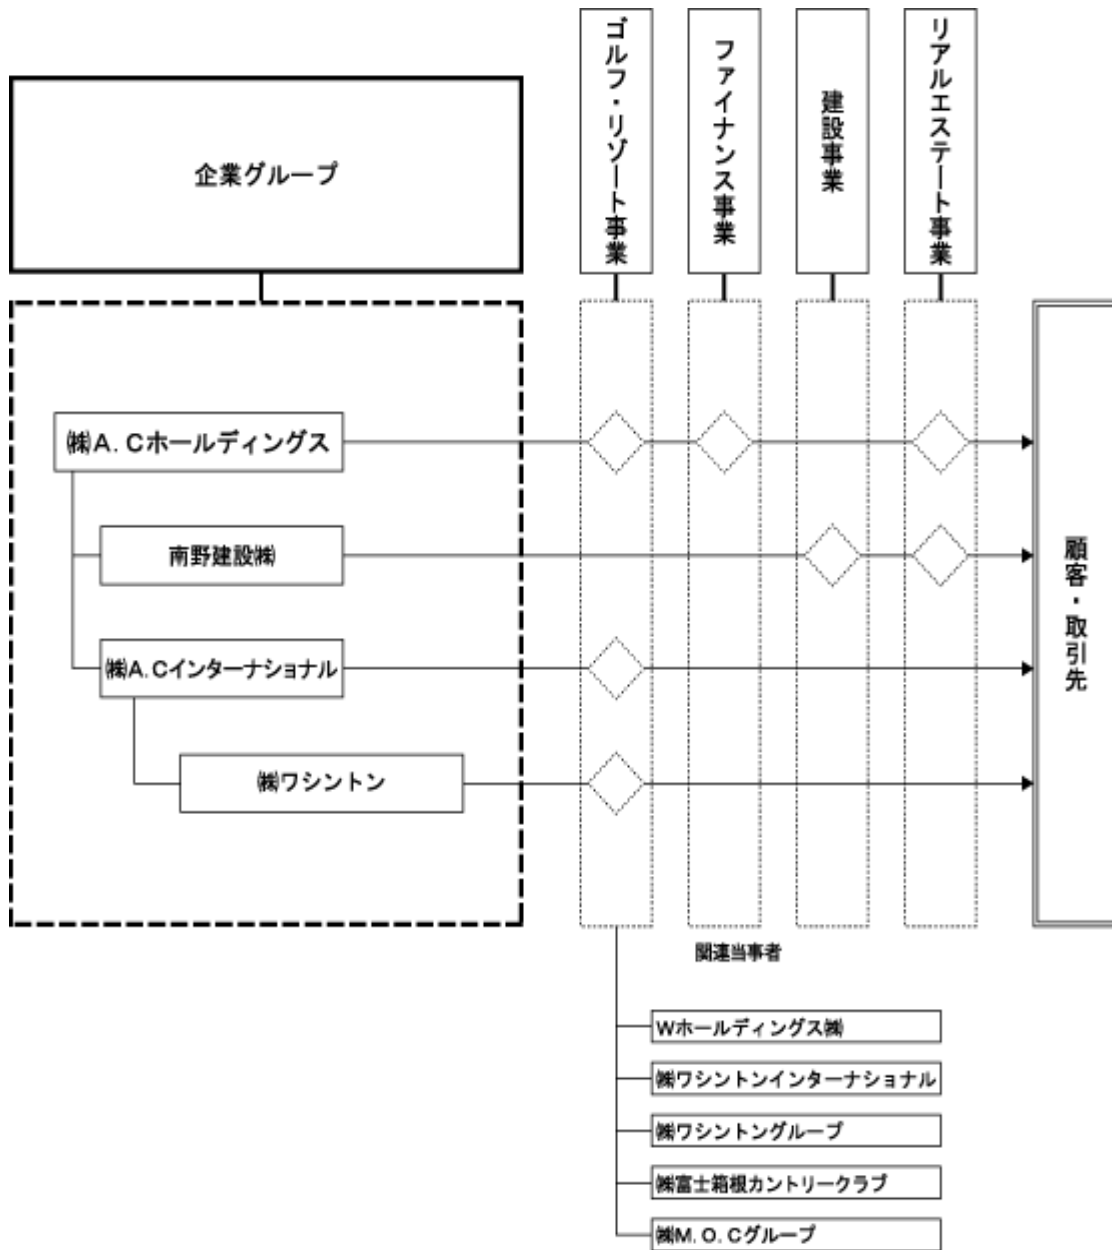 企業グループ
ゴルフ・リゾート事業
ファイナンス事業
建設事業
リアルエステート事業
㈱A.Cホールディングス
南野建設㈱
㈱A.Cインターナショナル
㈱ワシントン
顧客・取引先
関連当事者
Wホールディングス㈱
㈱ワシントンインターナショナル
㈱ワシントングループ
㈱富士箱根カントリークラブ
㈱M.O.Cグループ